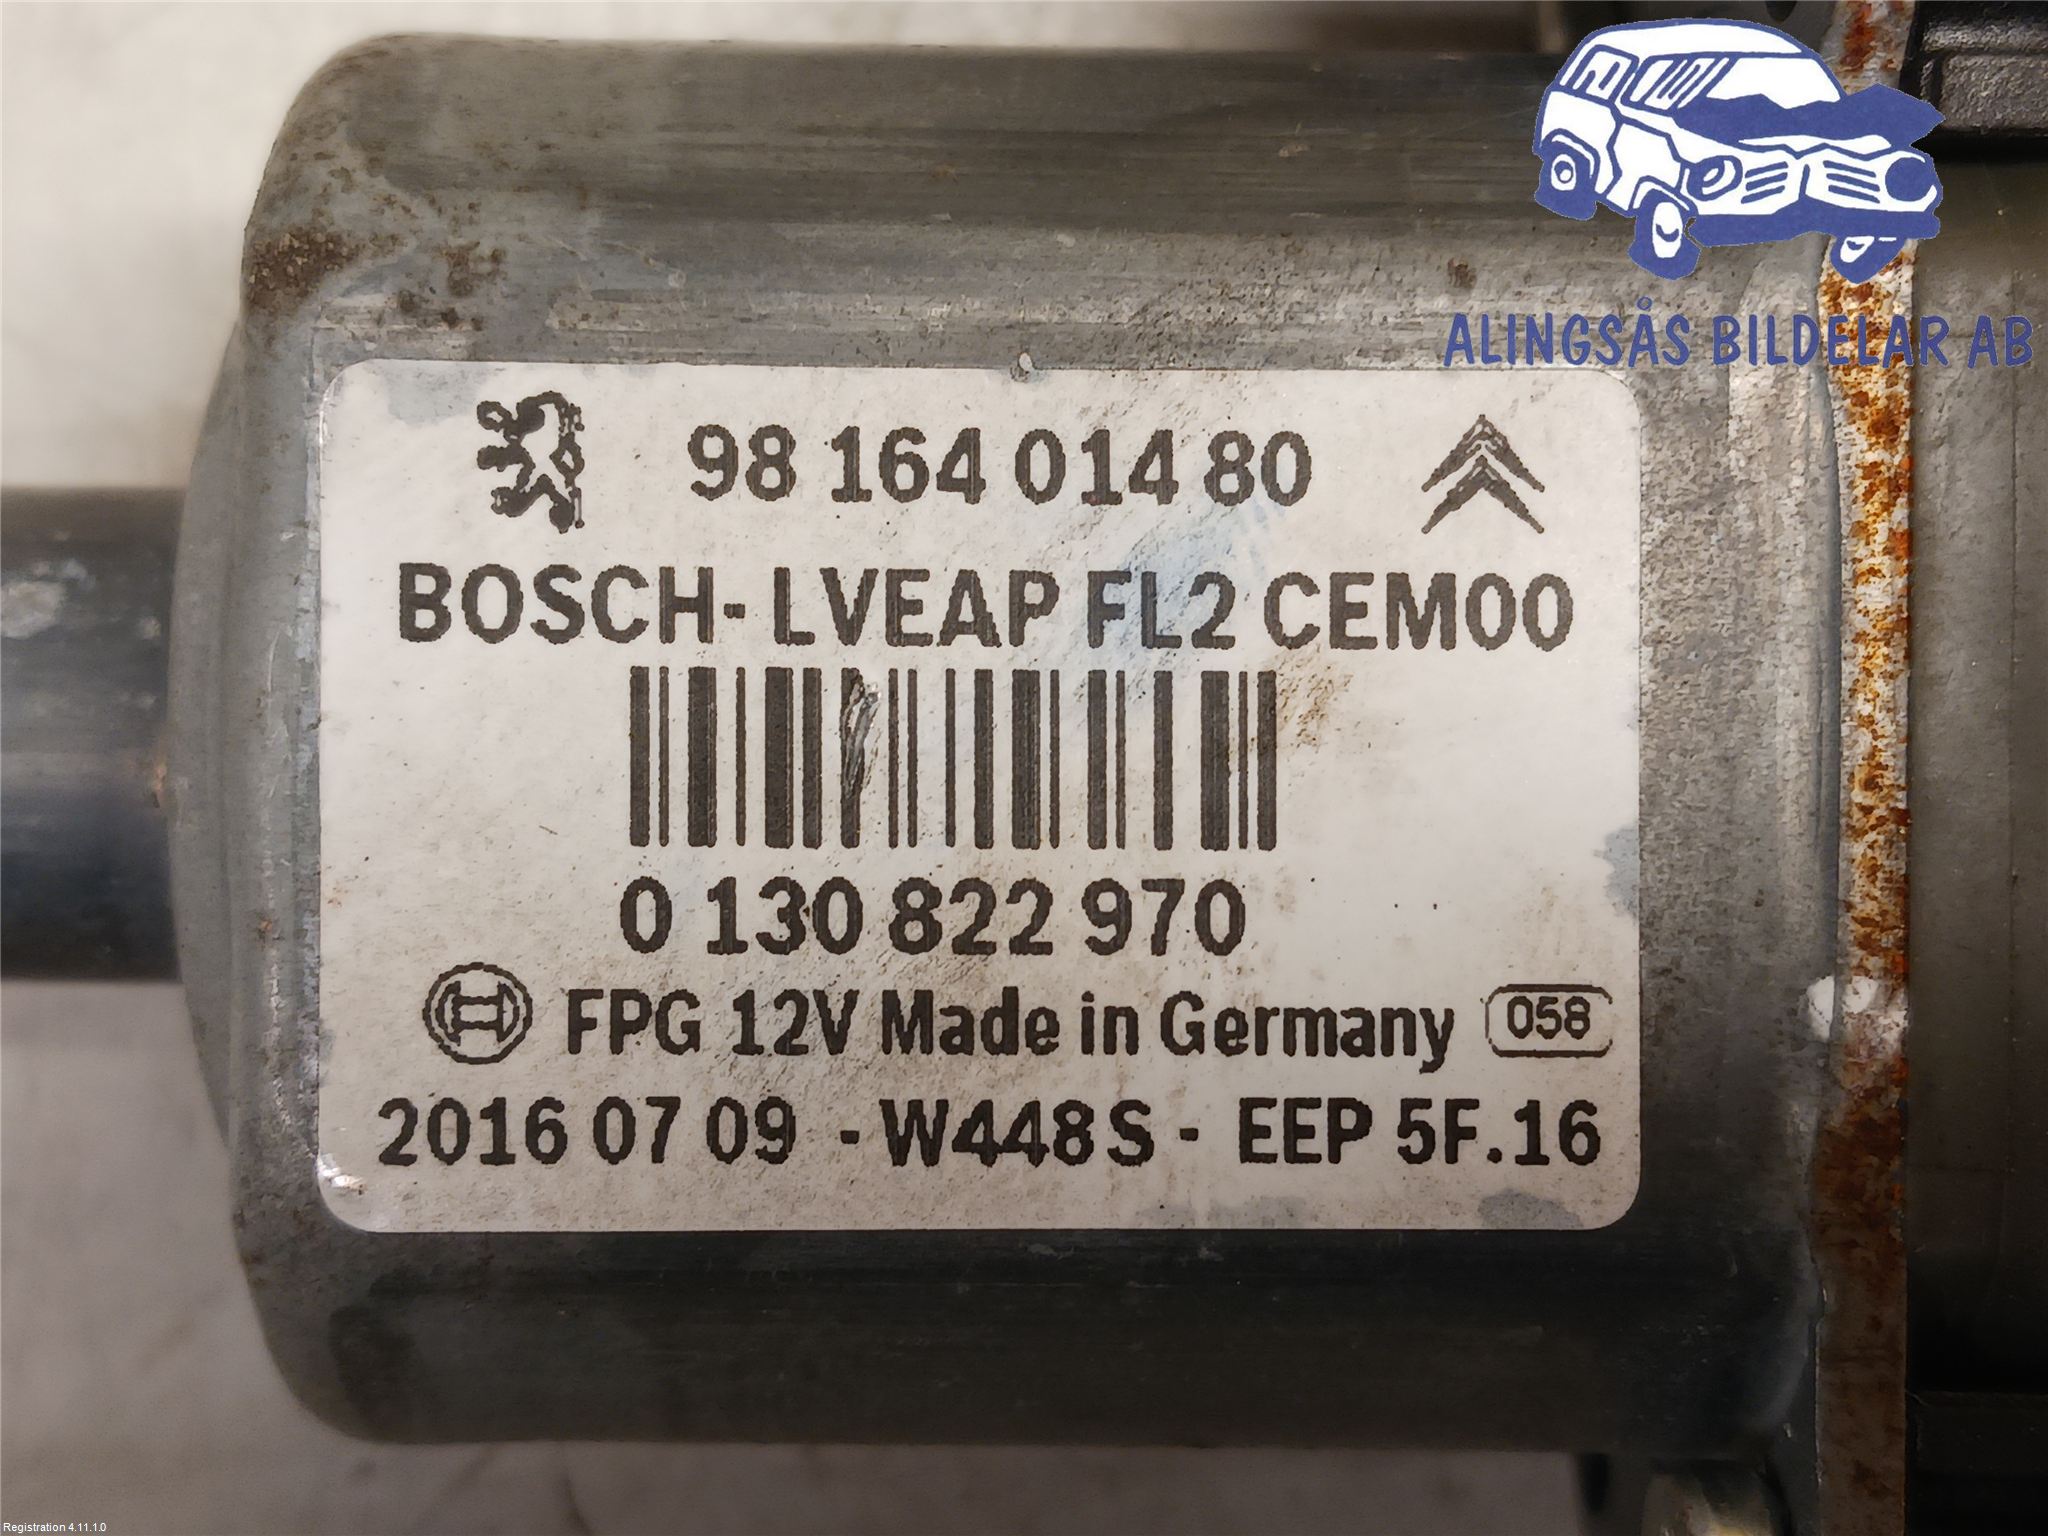 ALINGSÅS BILDELAR AB
98 164 014 80
BOSCH- LVEAP FL2 CEM00
0 130 822 970
FPG 12V Made in Germany 058
2016 07 09 - W448S - EEP 5F.16
Registration 4.11.1.0